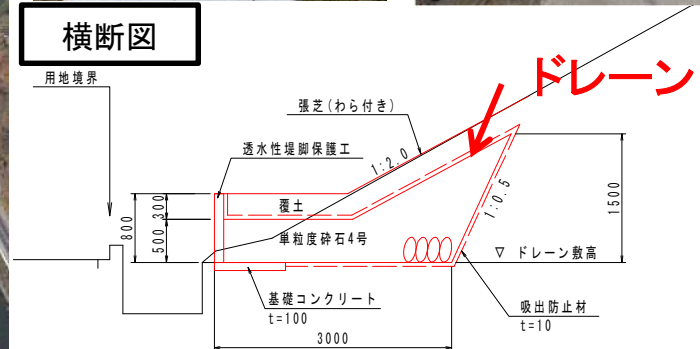 横断図
用地境界
ドレーン
張芝(わら付き)
透水性堤脚保護工
1:2.0
1:0.5
覆土
800
300
500
1500
単粒度砕石4号
▽ ドレーン敷高
基礎コンクリート
t=100
吸出防止材
t=10
3000